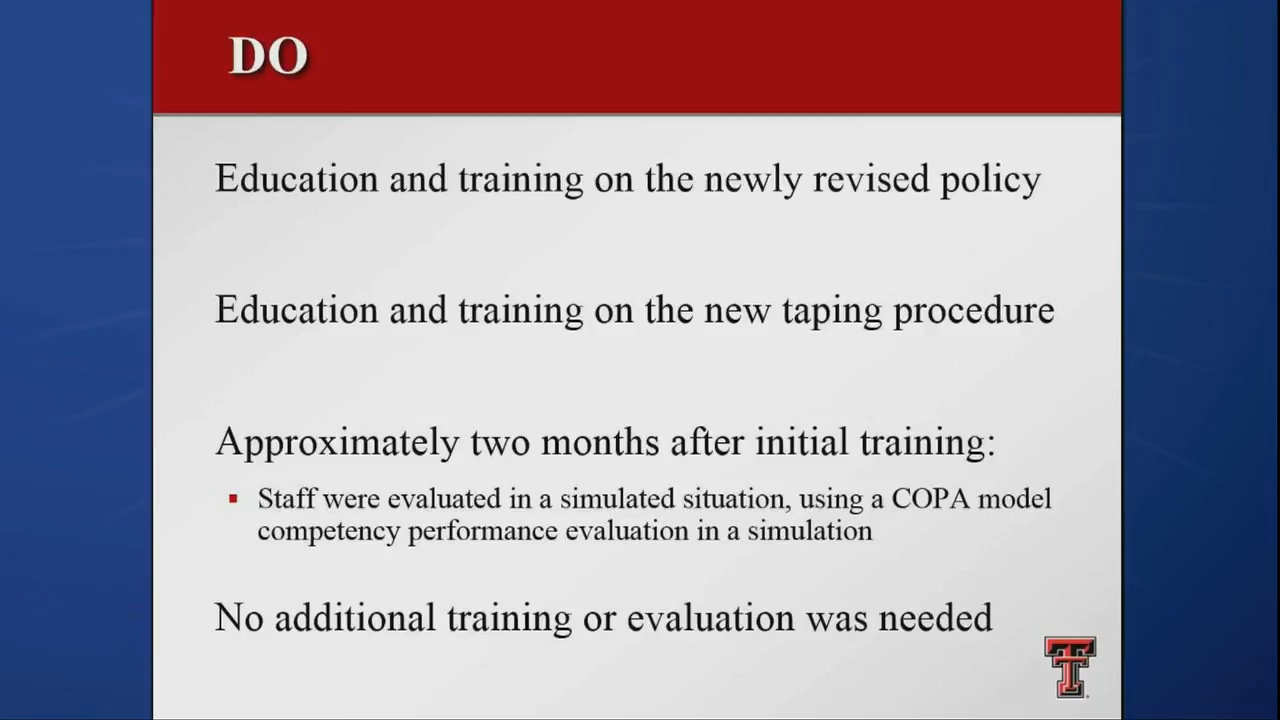 DO
Education and training on the newly revised policy
Education and training on the new taping procedure
Approximately two months after initial training:
Staff were evaluated in a simulated situation, using a COPA model
competency performance evaluation in a simulation
No additional training or evaluation was needed